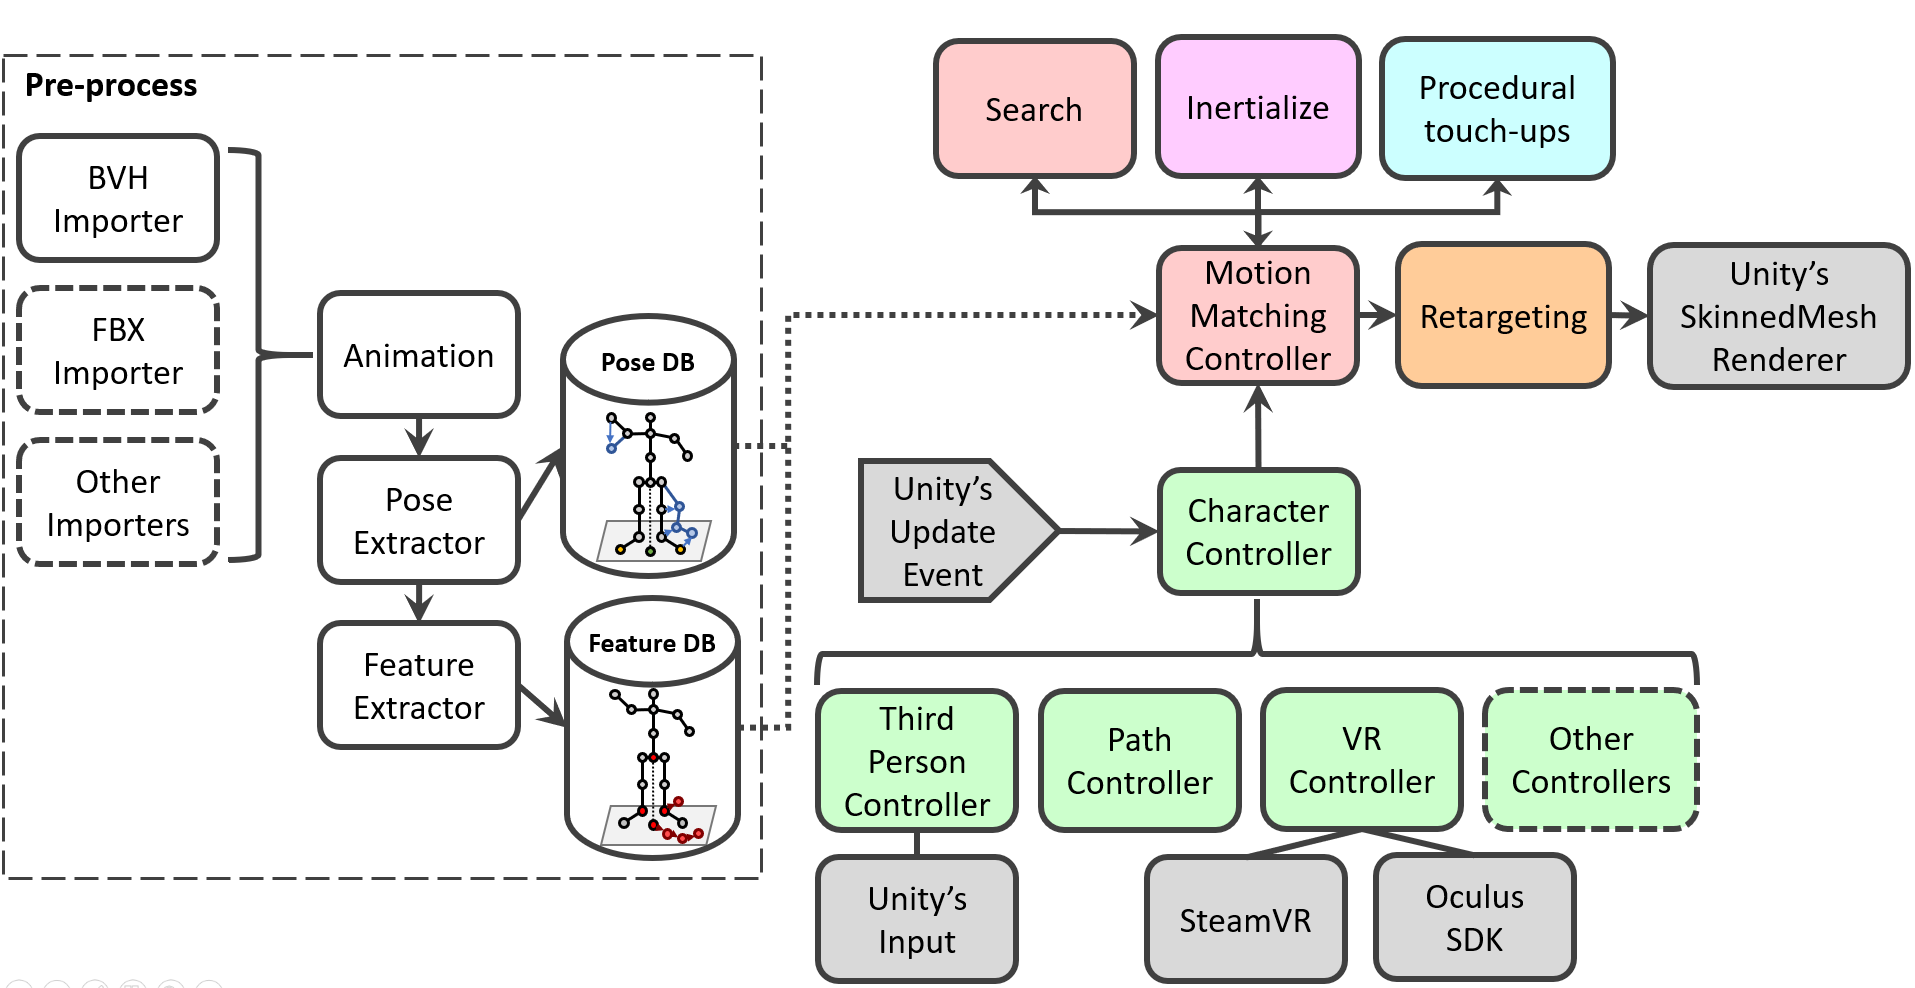 Pre-process
BVH
Importer
FBX
Importer
Other
Importers
Animation
Pose
Extractor
Feature
Extractor
Pose DB
Feature DB
Search
Inertialize
Procedural
touch-ups
Motion
Matching
Controller
Retargeting
Unity's
SkinnedMesh
Renderer
Unity's
Update
Event
Character
Controller
Third
Person
Controller
Path
Controller
VR
Controller
Other
Controllers
Unity's
Input
SteamVR
Oculus
SDK